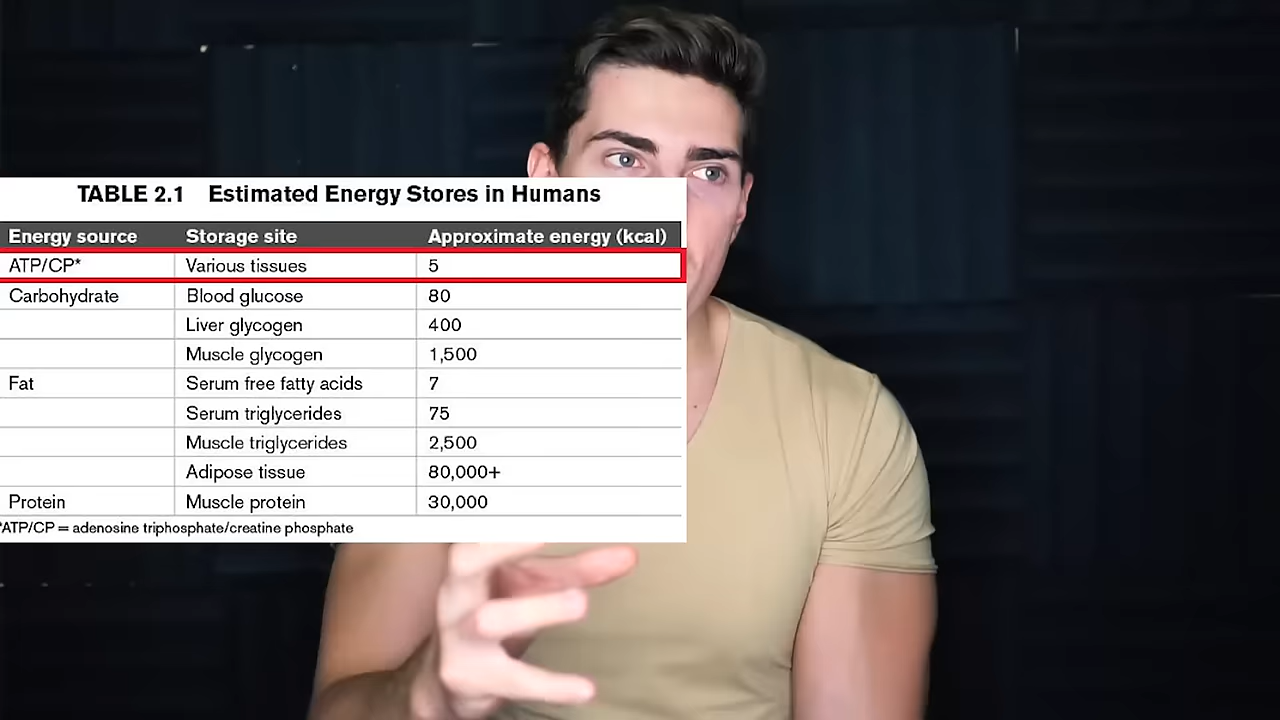 TABLE 2.1 Estimated Energy Stores in Humans
Energy source Storage site Approximate energy (kcal)
ATP/CP* Various tissues 5
Carbohydrate Blood glucose 80
Liver glycogen 400
Muscle glycogen 1,500
Fat Serum free fatty acids 7
Serum triglycerides 75
Muscle triglycerides 2,500
Adipose tissue 80,000+
Protein Muscle protein 30,000
*ATP/CP = adenosine triphosphate/creatine phosphate